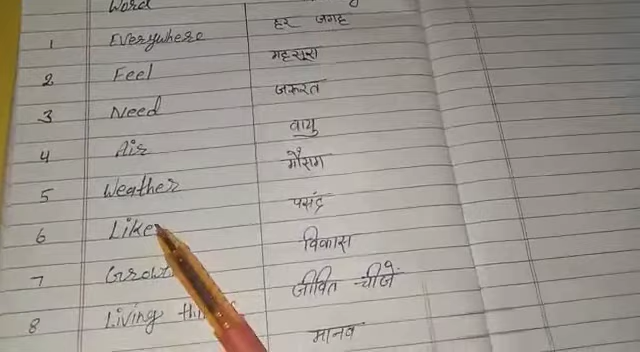 Word
1 Everywhere हर जगह
2 Feel महसूस
3 Need जरूरत
4 Air वायु
5 Weather मौसम
6 Like पसंद
7 विकास
8 Living जीवित चीजें
मानव